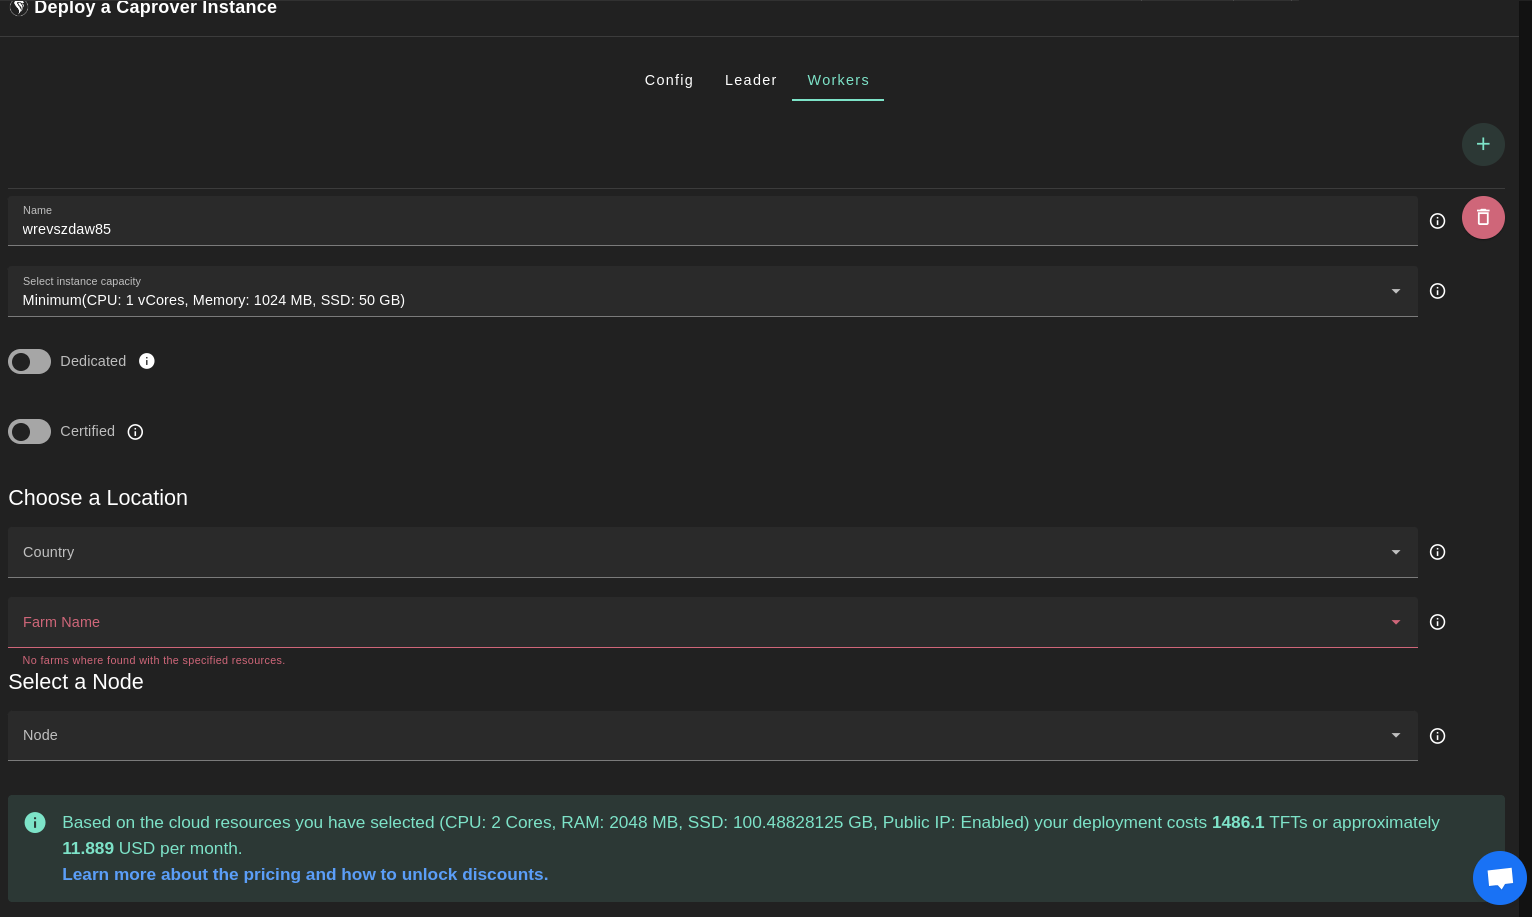 Deploy a Caprover Instance
Config
Leader
Workers
Name
wrevszdaw85
Select instance capacity
Minimum(CPU: 1 vCores, Memory: 1024 MB, SSD: 50 GB)
Dedicated
Certified
Choose a Location
Country
Farm Name
No farms where found with the specified resources.
Select a Node
Node
Based on the cloud resources you have selected (CPU: 2 Cores, RAM: 2048 MB, SSD: 100.48828125 GB, Public IP: Enabled) your deployment costs 1486.1 TFTs or approximately
11.889 USD per month.
Learn more about the pricing and how to unlock discounts.